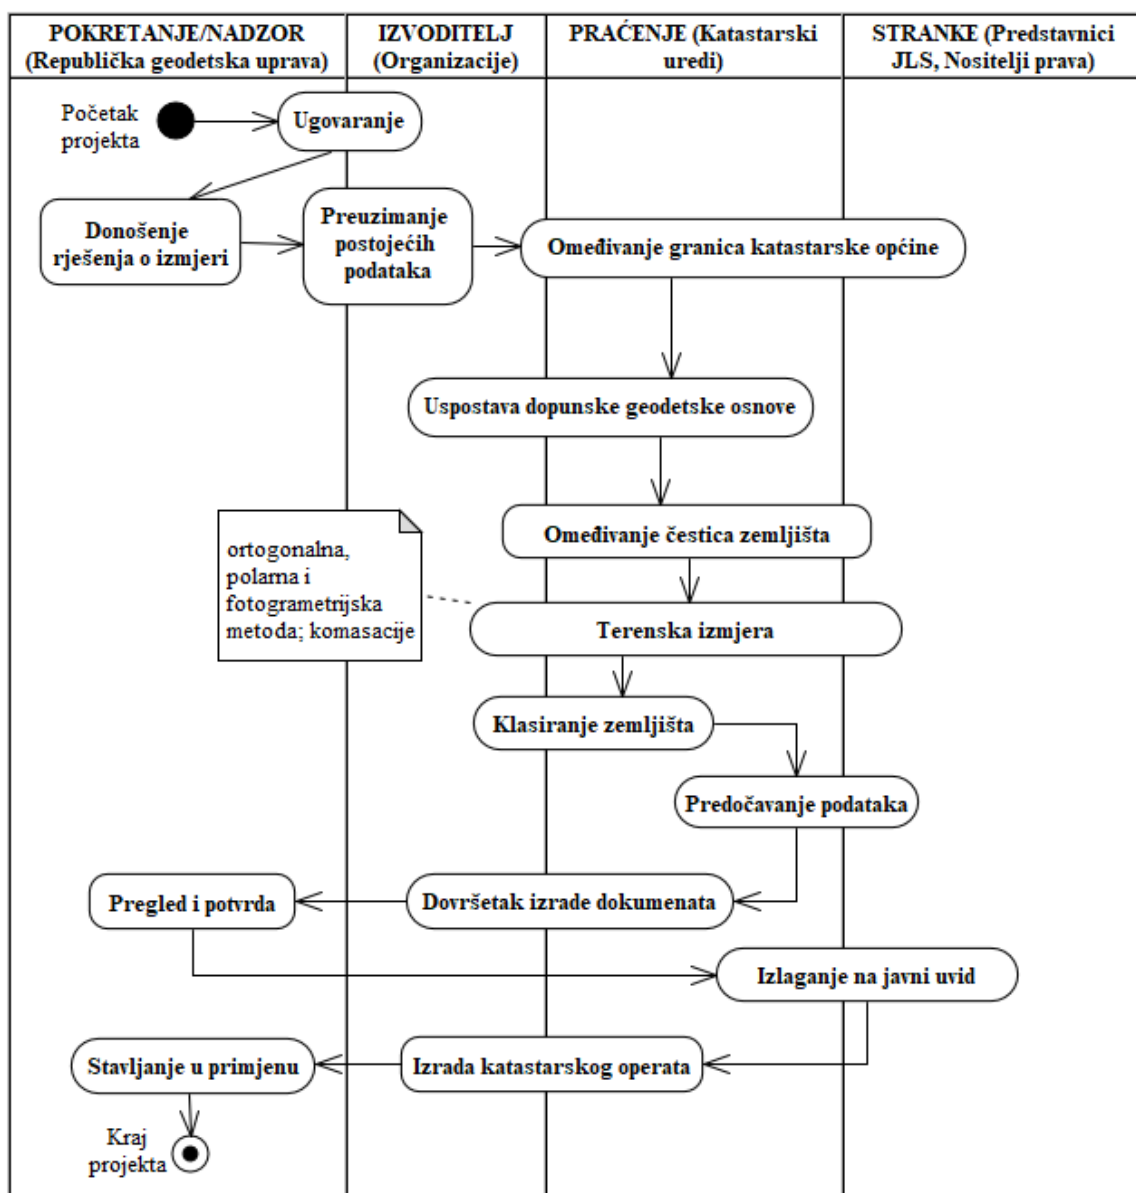 POKRETANJE/NADZOR
(Republička geodetska uprava)
IZVODITELJ
(Organizacije)
PRAĆENJE (Katastarski
uredi)
STRANKE (Predstavnici
JLS, Nositelji prava)
Početak
projekta
Ugovaranje
Donošenje
rješenja o izmjeri
Preuzimanje
postojećih
podataka
Omeđivanje granica katastarske općine
Uspostava dopunske geodetske osnove
Omeđivanje čestica zemljišta
ortogonalna,
polarna i
fotogrametrijska
metođa; komasacije
Terenska izmjera
Klasiranje zemljišta
Predočavanje podataka
Dovršetak izrade dokumenata
Pregled i potvrda
Izlaganje na javni uvid
Izrada katastarskog operata
Stavljanje u primjenu
Kraj
projekta